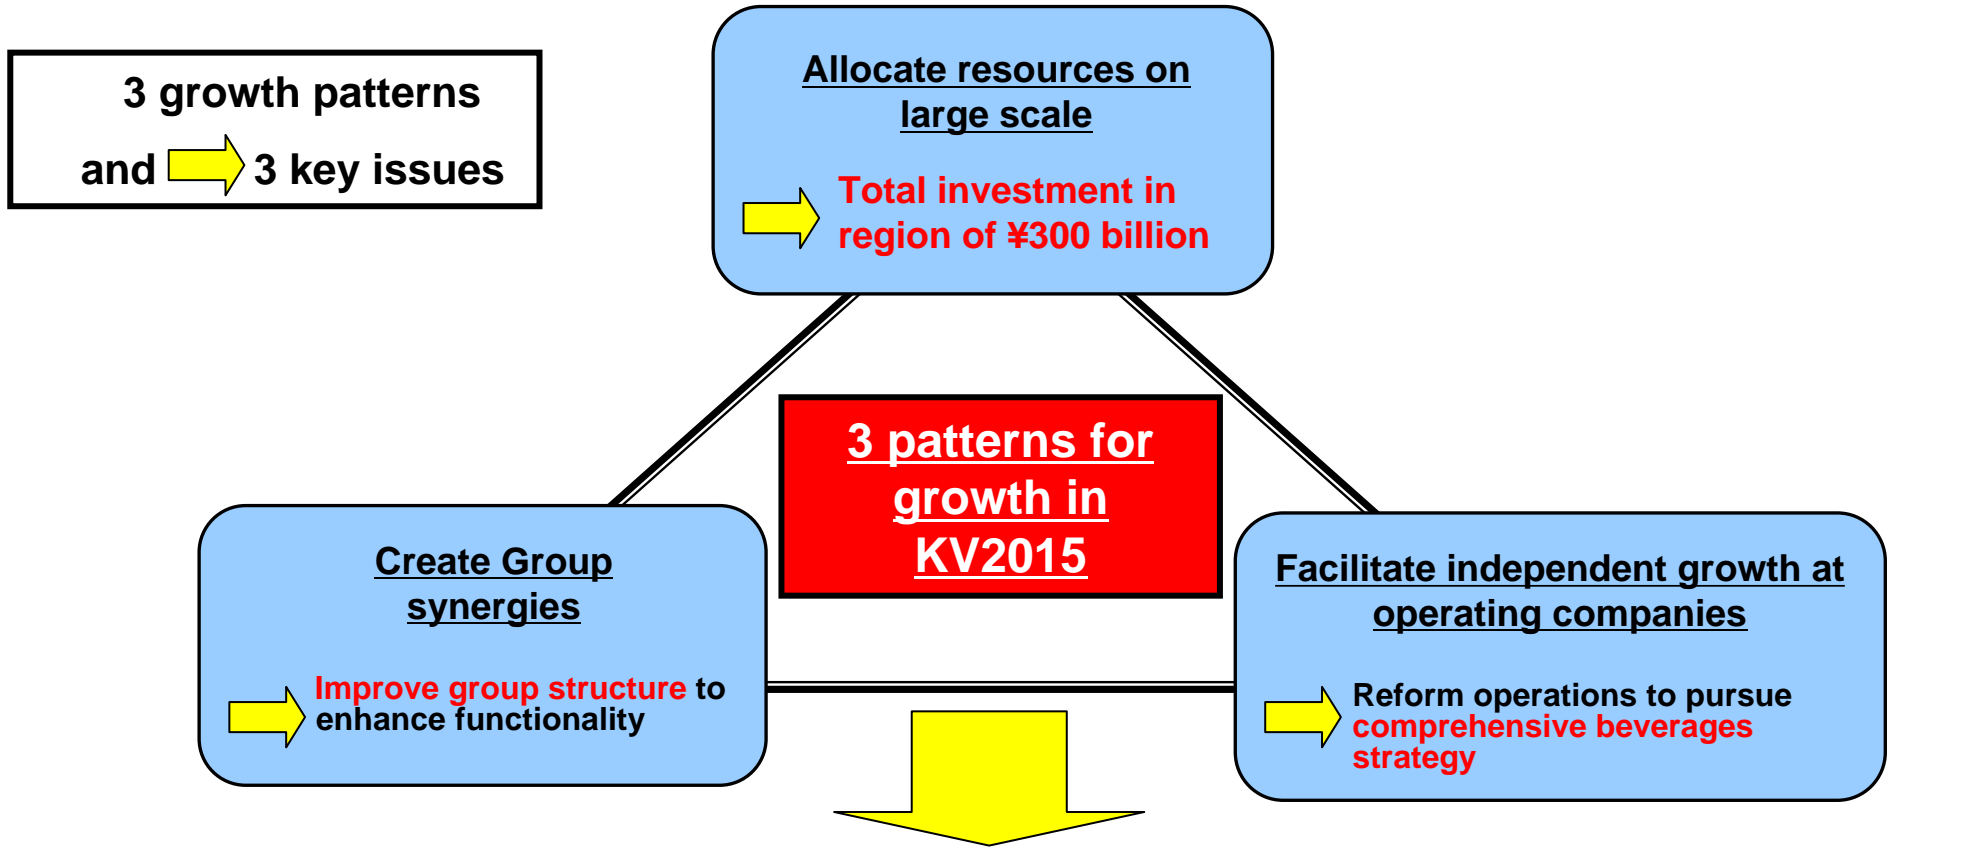 3 growth patterns
and 3 key issues
Allocate resources on
large scale
Total investment in
region of ¥300 billion
3 patterns for
growth in
KV2015
Create Group
synergies
Improve group structure to
enhance functionality
Facilitate independent growth at
operating companies
Reform operations to pursue
comprehensive beverages
strategy